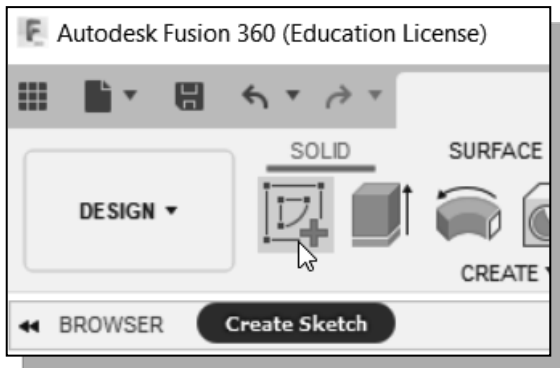 Autodesk Fusion 360 (Education License)
SOLID
SURFACE
DESIGN
CREATE
BROWSER
Create Sketch